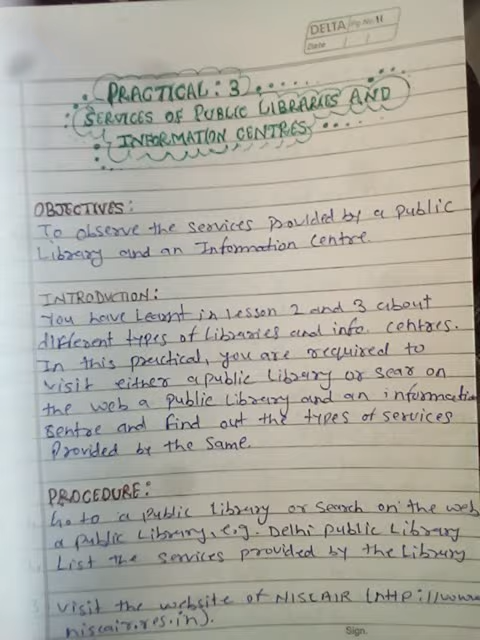 DELTA Pg No. 11
Date
PRACTICAL: 3
SERVICES OF PUBLIC LIBRARIES AND
INFORMATION CENTRES
OBJECTIVES:
To observe the services provided by a public
Library and an Information centre.
INTRODUCTION:
You have Learnt in lesson 2 and 3 about
different types of Libraries and info. centres.
In this practical, you are required to
visit either a public Library or sear on
the web a public Library and an information
centre and find out the types of services
Provided by the same.
PROCEDURE:
Go to a public Library or search on the web
a public Library, e.g. Delhi public Library
List the services provided by the Library
Visit the website of NISCAIR (http://www
niscair.res.in).
Sign.